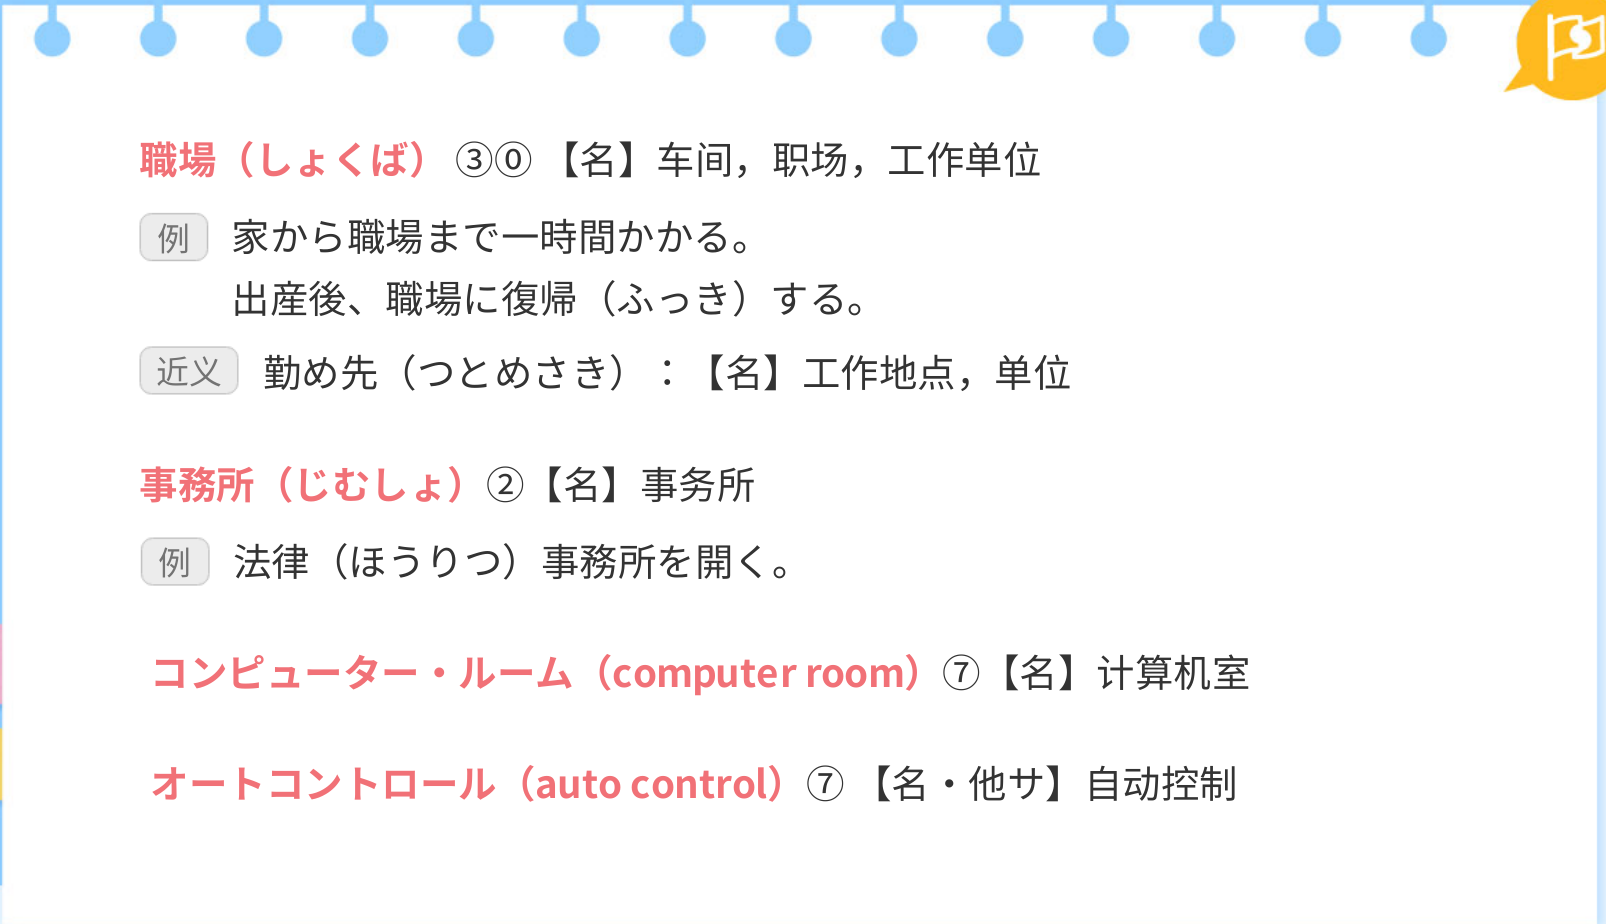 職場（しょくば）③⓪【名】车间，职场，工作单位
例 家から職場まで一時間かかる。
出産後、職場に復帰（ふっき）する。
近义 勤め先（つとめさき）：【名】工作地点，单位
事務所（じむしょ）②【名】事务所
例 法律（ほうりつ）事務所を開く。
コンピューター・ルーム（computer room）⑦【名】计算机室
オートコントロール（auto control）⑦【名・他サ】自动控制